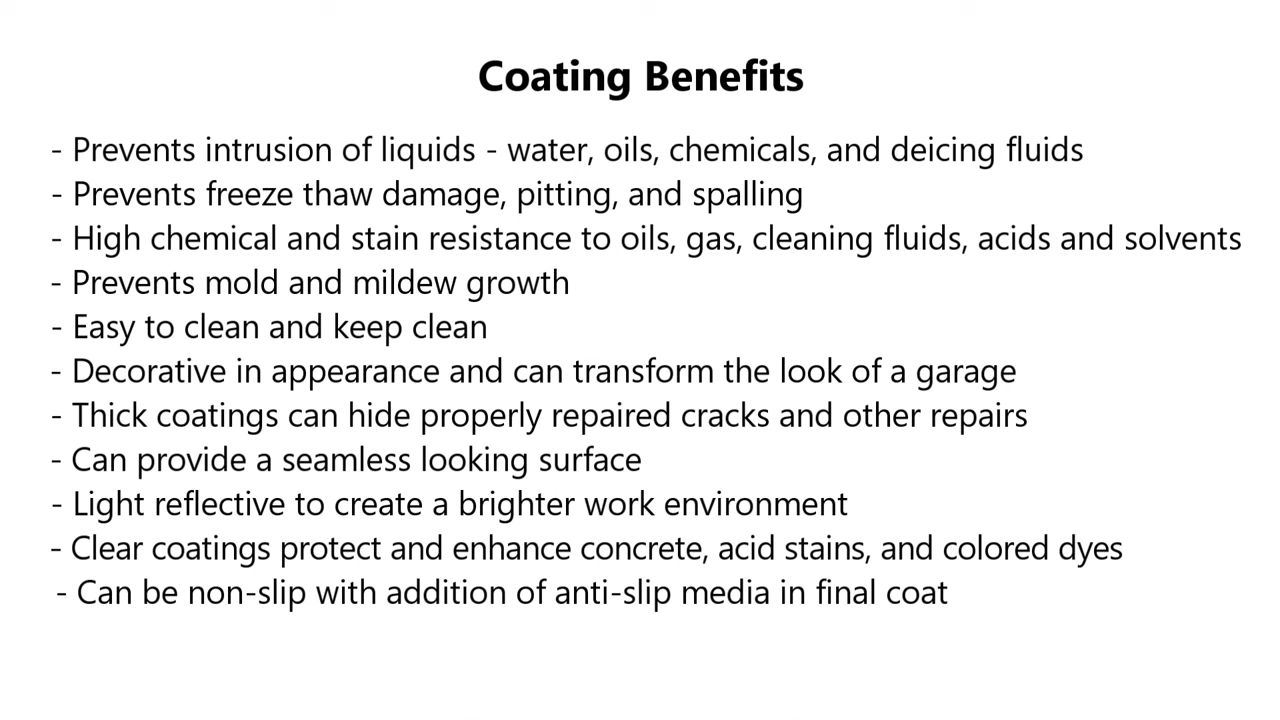 Coating Benefits
- Prevents intrusion of liquids - water, oils, chemicals, and deicing fluids
- Prevents freeze thaw damage, pitting, and spalling
- High chemical and stain resistance to oils, gas, cleaning fluids, acids and solvents
- Prevents mold and mildew growth
- Easy to clean and keep clean
- Decorative in appearance and can transform the look of a garage
- Thick coatings can hide properly repaired cracks and other repairs
- Can provide a seamless looking surface
- Light reflective to create a brighter work environment
- Clear coatings protect and enhance concrete, acid stains, and colored dyes
- Can be non-slip with addition of anti-slip media in final coat